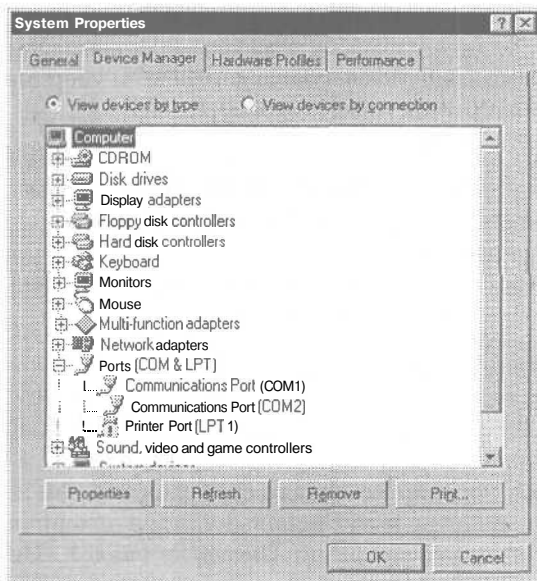 System Properties
General Device Manager Hardware Profiles Performance
View devices by type View devices by connection
Computer
CDROM
Disk drives
Display adapters
Floppy disk controllers
Hard disk controllers
Keyboard
Monitors
Mouse
Multi-function adapters
Network adapters
Ports (COM & LPT)
Communications Port (COM1)
Communications Port (COM2)
Printer Port (LPT1)
Sound, video and game controllers
System devices
Properties Refresh Remove Print...
OK Cancel